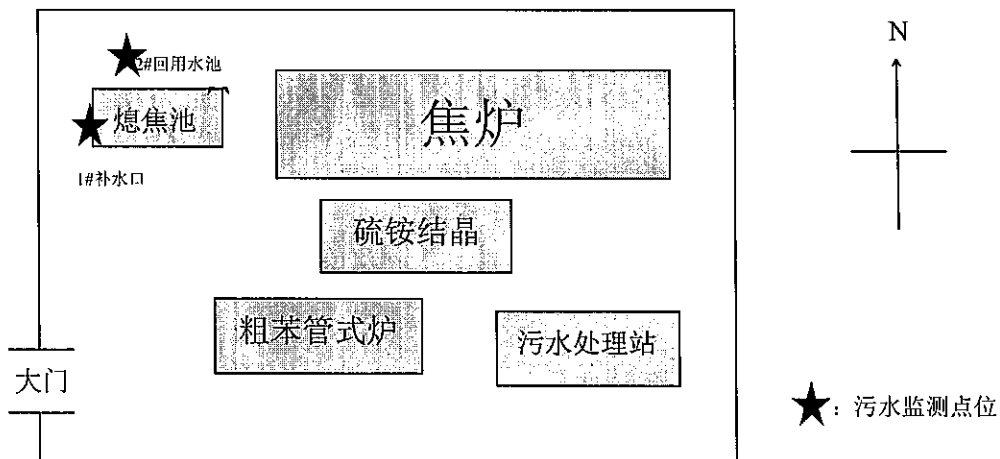 N
2#回用水池
熄焦池
焦炉
1#补水口
硫铵结晶
粗苯管式炉
污水处理站
大门
★：污水监测点位